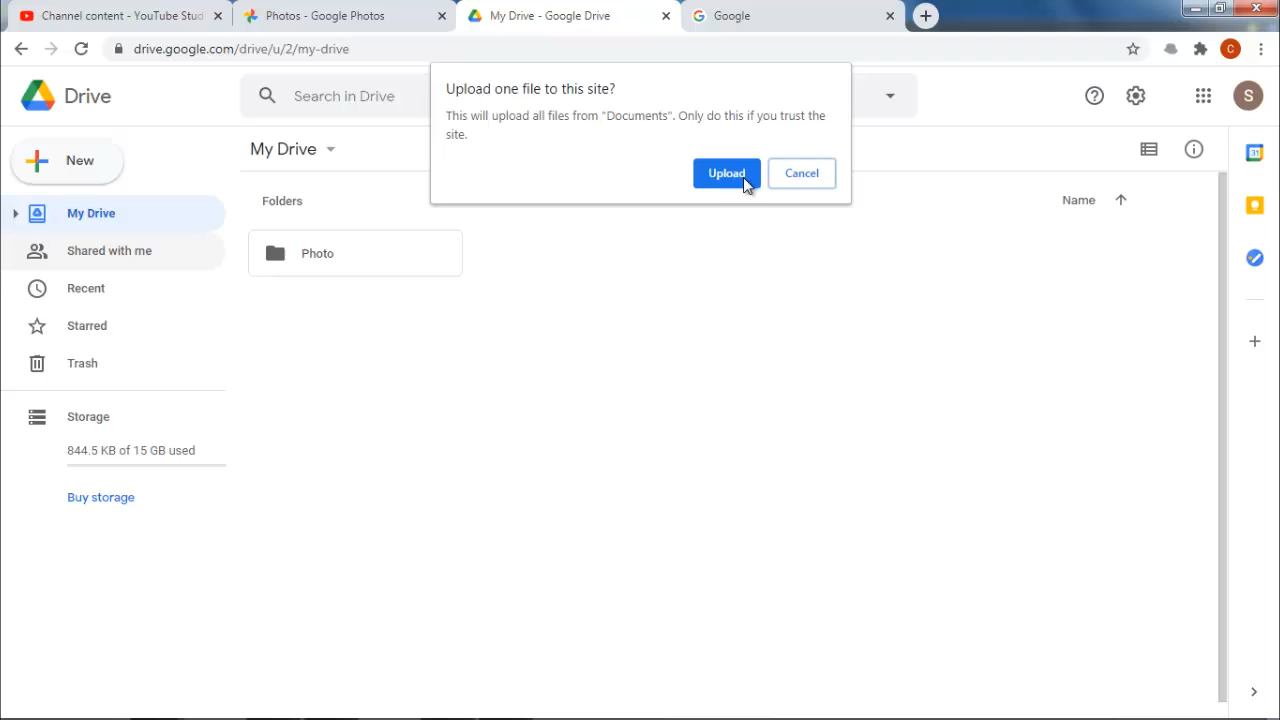 Channel content - YouTube Stud
Photos - Google Photos
My Drive - Google Drive
Google
drive.google.com/drive/u/2/my-drive
C
Drive
Search in Drive
S
Upload one file to this site?
This will upload all files from "Documents". Only do this if you trust the
site.
Upload
Cancel
New
My Drive
31
My Drive
Folders
Name
Shared with me
Photo
Recent
Starred
Trash
Storage
844.5 KB of 15 GB used
Buy storage